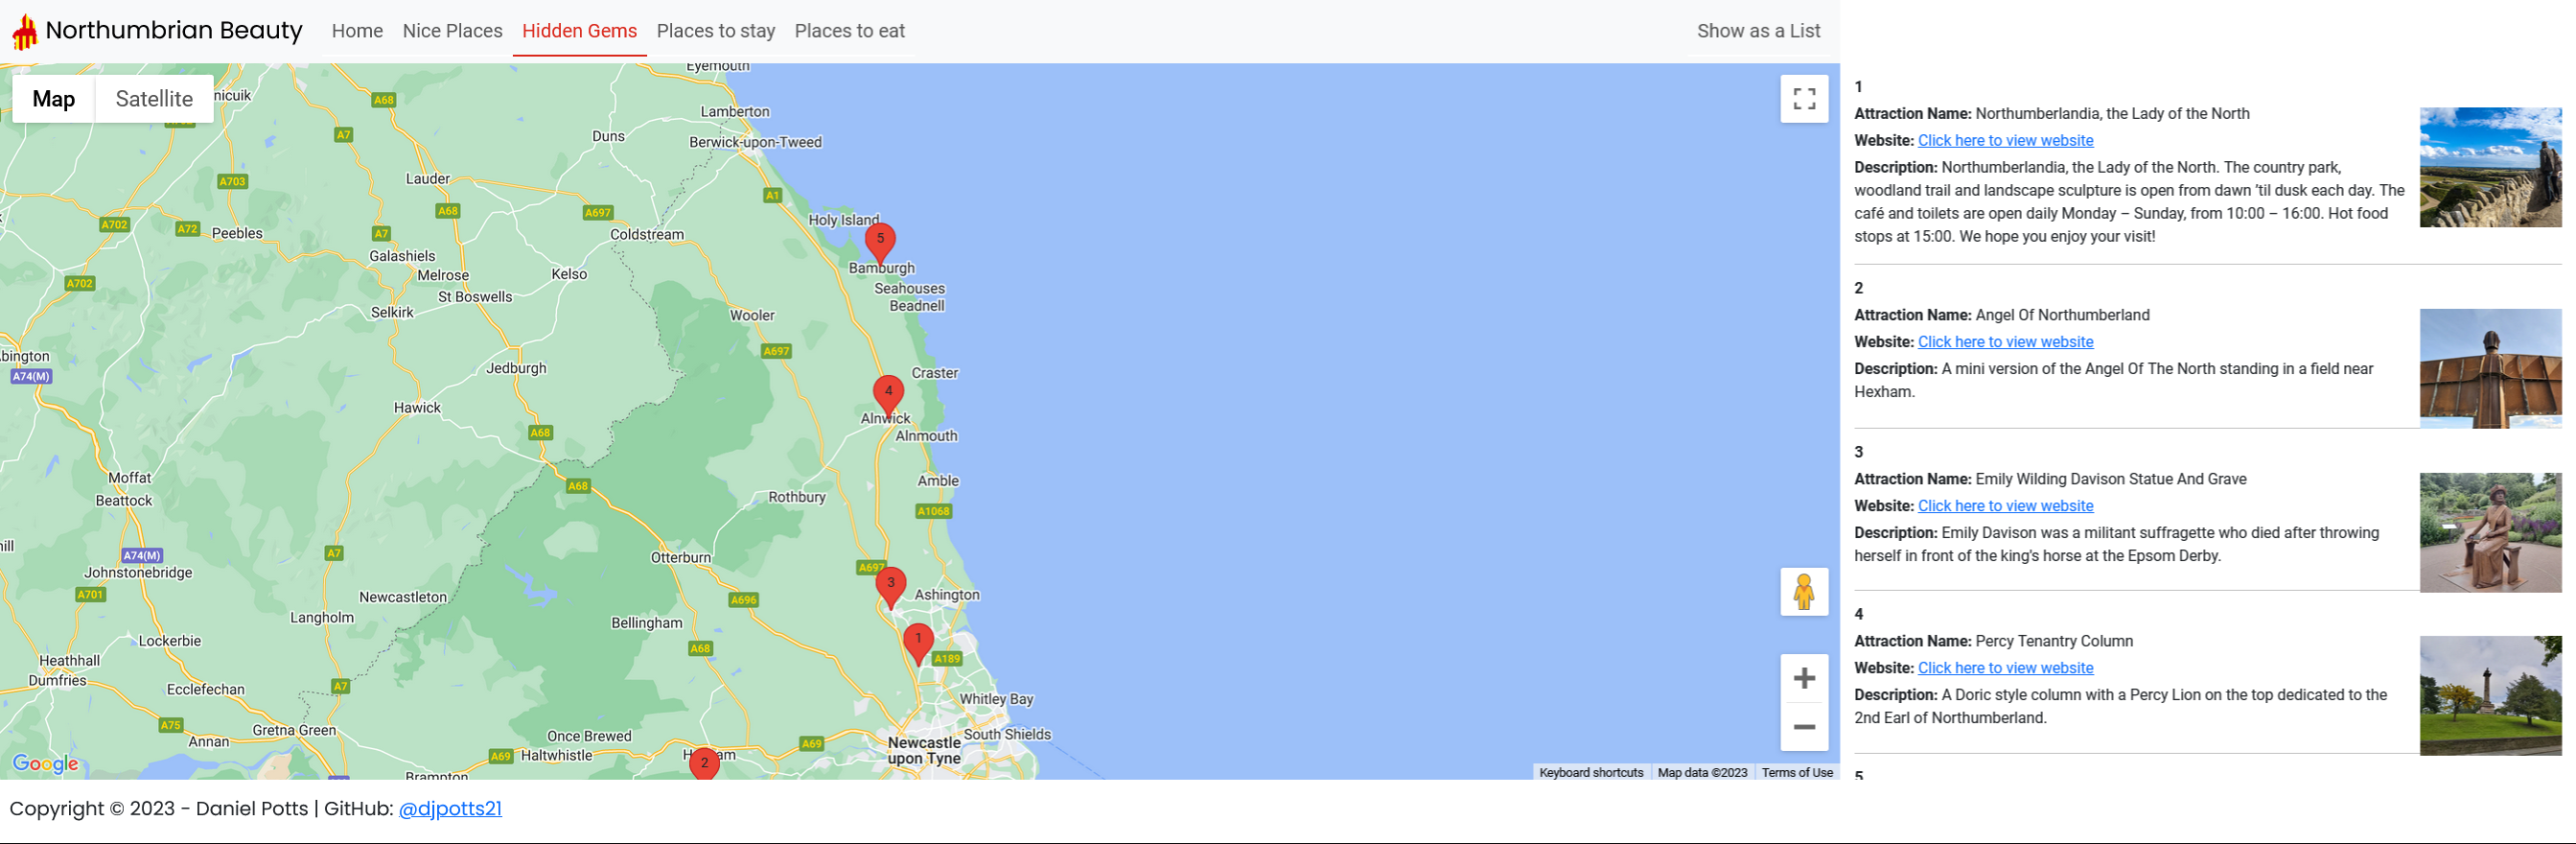 Northumbrian Beauty
Home
Nice Places
Hidden Gems
Places to stay
Places to eat
Show as a List
Map
Satellite
Eyemouth
nicuik
A68
Lamberton
A7
Duns
Berwick-upon-Tweed
A703
Lauder
A1
A68
A697
Holy Island
A702
A72
Peebles
A7
Coldstream
5
Galashiels
Melrose
Kelso
Bamburgh
A702
St Boswells
Seahouses
Beadnell
Selkirk
Wooler
bington
A697
A74(M)
Jedburgh
Craster
4
Hawick
Alnwick
A68
Alnmouth
Moffat
A68
Amble
Beattock
Rothbury
A1068
ill
A74(M)
A7
Otterburn
A697
Johnstonebridge
3
A701
Newcastleton
A696
Ashington
Langholm
Bellingham
Lockerbie
1
A68
A189
Heathhall
Dumfries
A7
Ecclefechan
Whitley Bay
A75
Gretna Green
Annan
Once Brewed
A69
South Shields
A69
Haltwhistle
Newcastle
upon Tyne
2
Brampton
Google
Keyboard shortcuts
Map data ©2023
Terms of Use
1
Attraction Name: Northumberlandia, the Lady of the North
Website: Click here to view website
Description: Northumberlandia, the Lady of the North. The country park,
woodland trail and landscape sculpture is open from dawn ’til dusk each day. The
café and toilets are open daily Monday – Sunday, from 10:00 – 16:00. Hot food
stops at 15:00. We hope you enjoy your visit!
2
Attraction Name: Angel Of Northumberland
Website: Click here to view website
Description: A mini version of the Angel Of The North standing in a field near
Hexham.
3
Attraction Name: Emily Wilding Davison Statue And Grave
Website: Click here to view website
Description: Emily Davison was a militant suffragette who died after throwing
herself in front of the king's horse at the Epsom Derby.
4
Attraction Name: Percy Tenantry Column
Website: Click here to view website
Description: A Doric style column with a Percy Lion on the top dedicated to the
2nd Earl of Northumberland.
5
Copyright © 2023 - Daniel Potts | GitHub: @djpotts21